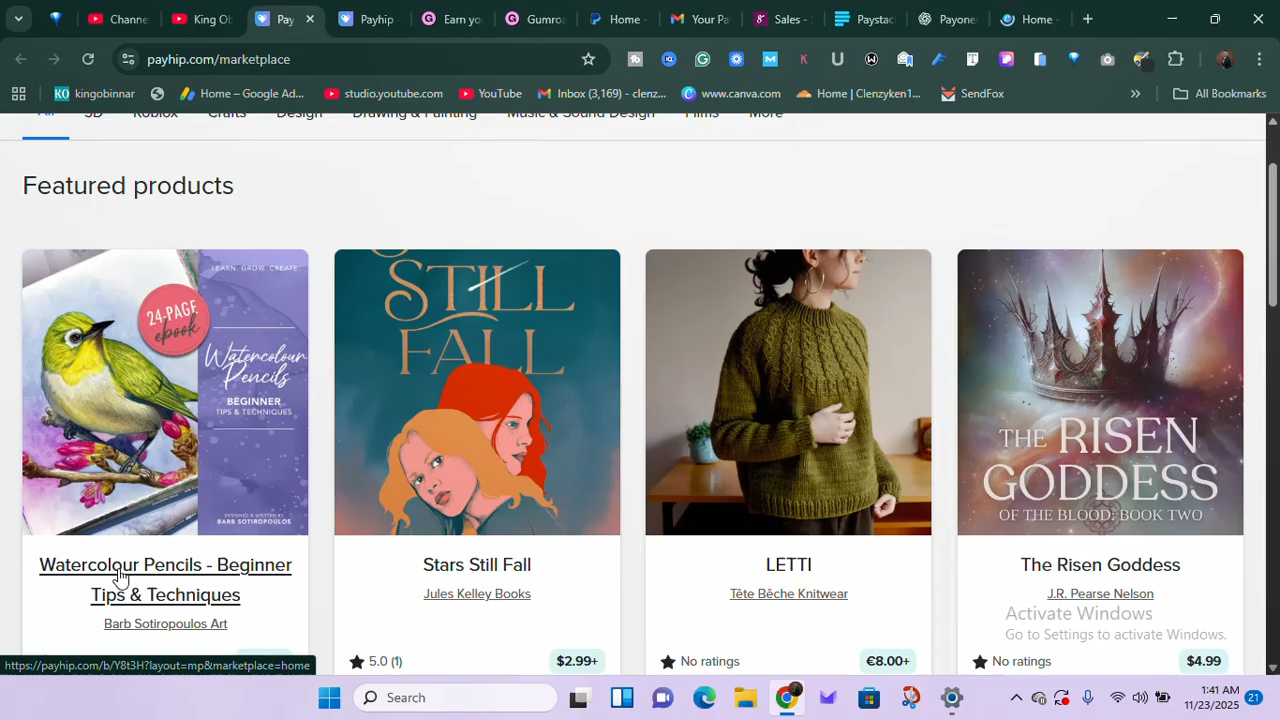 Channe
King Ob
Pay
Payhip
Earn yo
Gumroa
Home -
Your Pa
Sales -
Paystac
Payone
Home -
payhip.com/marketplace
kingobinnar
Home – Google Ad...
studio.youtube.com
YouTube
Inbox (3,169) - clenz...
www.canva.com
Home | Clenzyken1...
SendFox
All Bookmarks
All 3D Roblox Crafts Design Drawing & Painting Music & Sound Design Films More
Featured products
LEARN. GROW. CREATE.
24-PAGE
ebook
Watercolour
Pencils
BEGINNER
TIPS & TECHNIQUES
DESIGNED & WRITTEN BY
BARB SOTIROPOULOS
STILL
FALL
THE RISEN
GODDESS
OF THE BLOOD: BOOK TWO
Watercolour Pencils - Beginner
Tips & Techniques
Barb Sotiropoulos Art
Stars Still Fall
Jules Kelley Books
5.0 (1)
$2.99+
LETTI
Tête Bêche Knitwear
No ratings
€8.00+
The Risen Goddess
J.R. Pearse Nelson
No ratings
$4.99
Activate Windows
Go to Settings to activate Windows.
https://payhip.com/b/Y8t3H?layout=mp&marketplace=home
Search
1:41 AM
11/23/2025
21